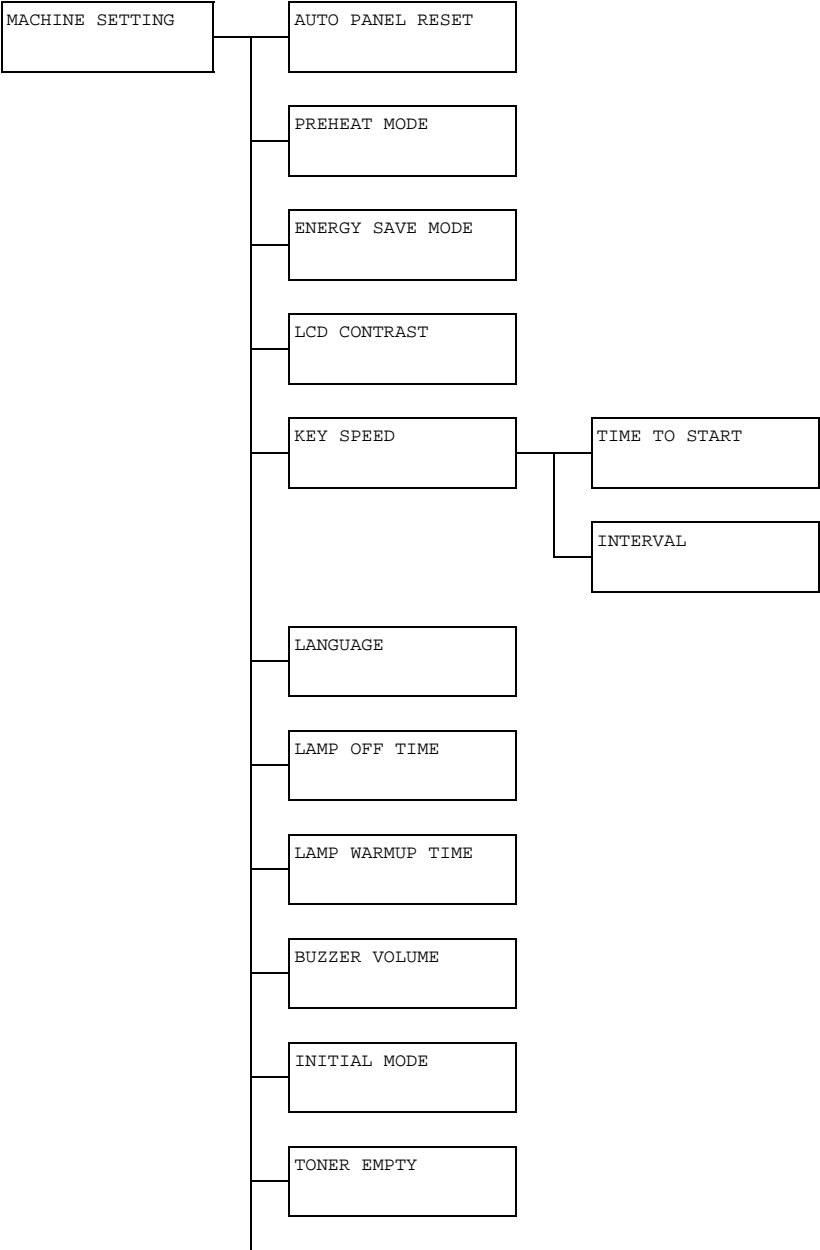 MACHINE SETTING
AUTO PANEL RESET
PREHEAT MODE
ENERGY SAVE MODE
LCD CONTRAST
KEY SPEED
TIME TO START
INTERVAL
LANGUAGE
LAMP OFF TIME
LAMP WARMUP TIME
BUZZER VOLUME
INITIAL MODE
TONER EMPTY